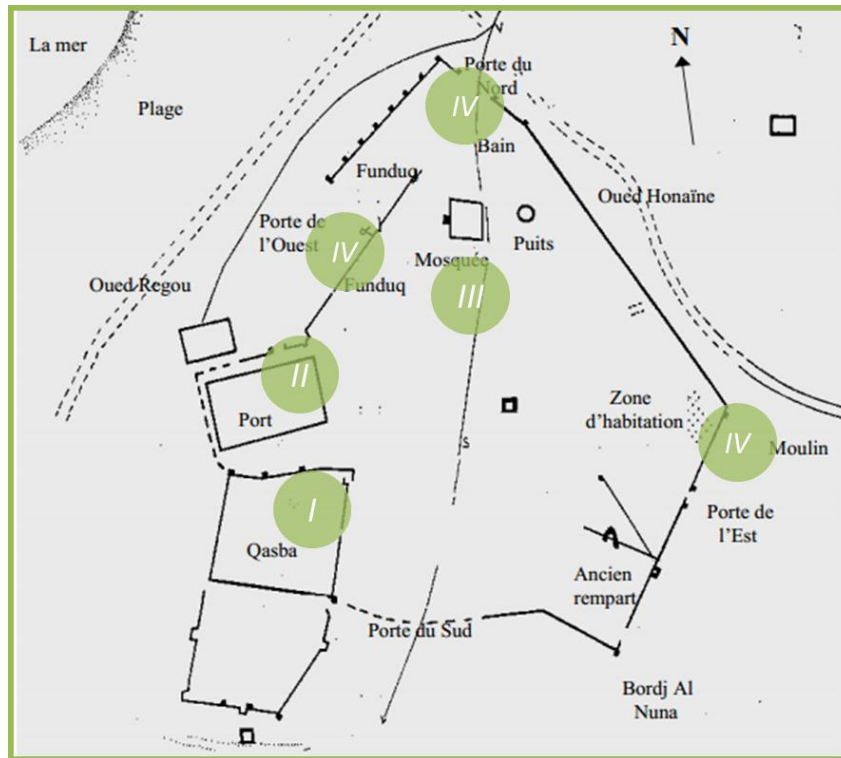 La mer
N
Porte du
Nord
IV
Plage
Bain
Funduq
Oued Honaïne
Porte de
l'Ouest
IV
Puits
Mosquée
Oued Regou
Funduq
III
II
Zone
d'habitation
Port
IV
Moulin
I
Porte de
l'Est
Qasba
Ancien
rempart
Porte du Sud
Bordj Al
Nuna